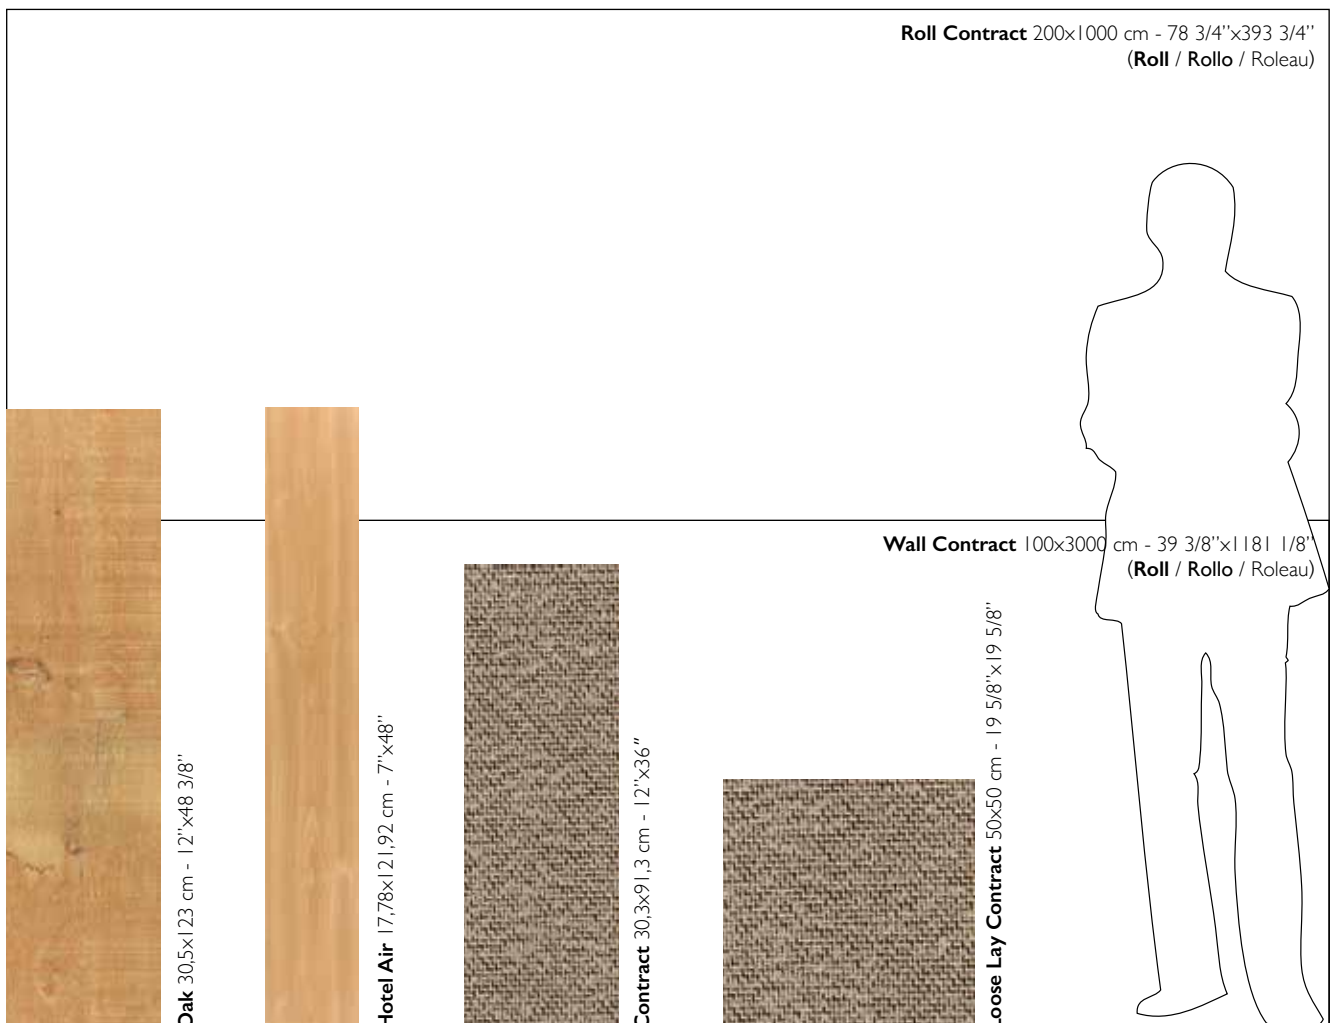 Roll Contract 200x1000 cm - 78 3/4”x393 3/4”
(Roll / Rollo / Roleau)
Wall Contract 100x3000 cm - 39 3/8”x1181 1/8”
(Roll / Rollo / Roleau)
Oak 30,5x123 cm - 12”x48 3/8”
Hotel Air 17,78x121,92 cm - 7”x48”
Contract 30,3x91,3 cm - 12”x36”
Loose Lay Contract 50x50 cm - 19 5/8”x19 5/8”